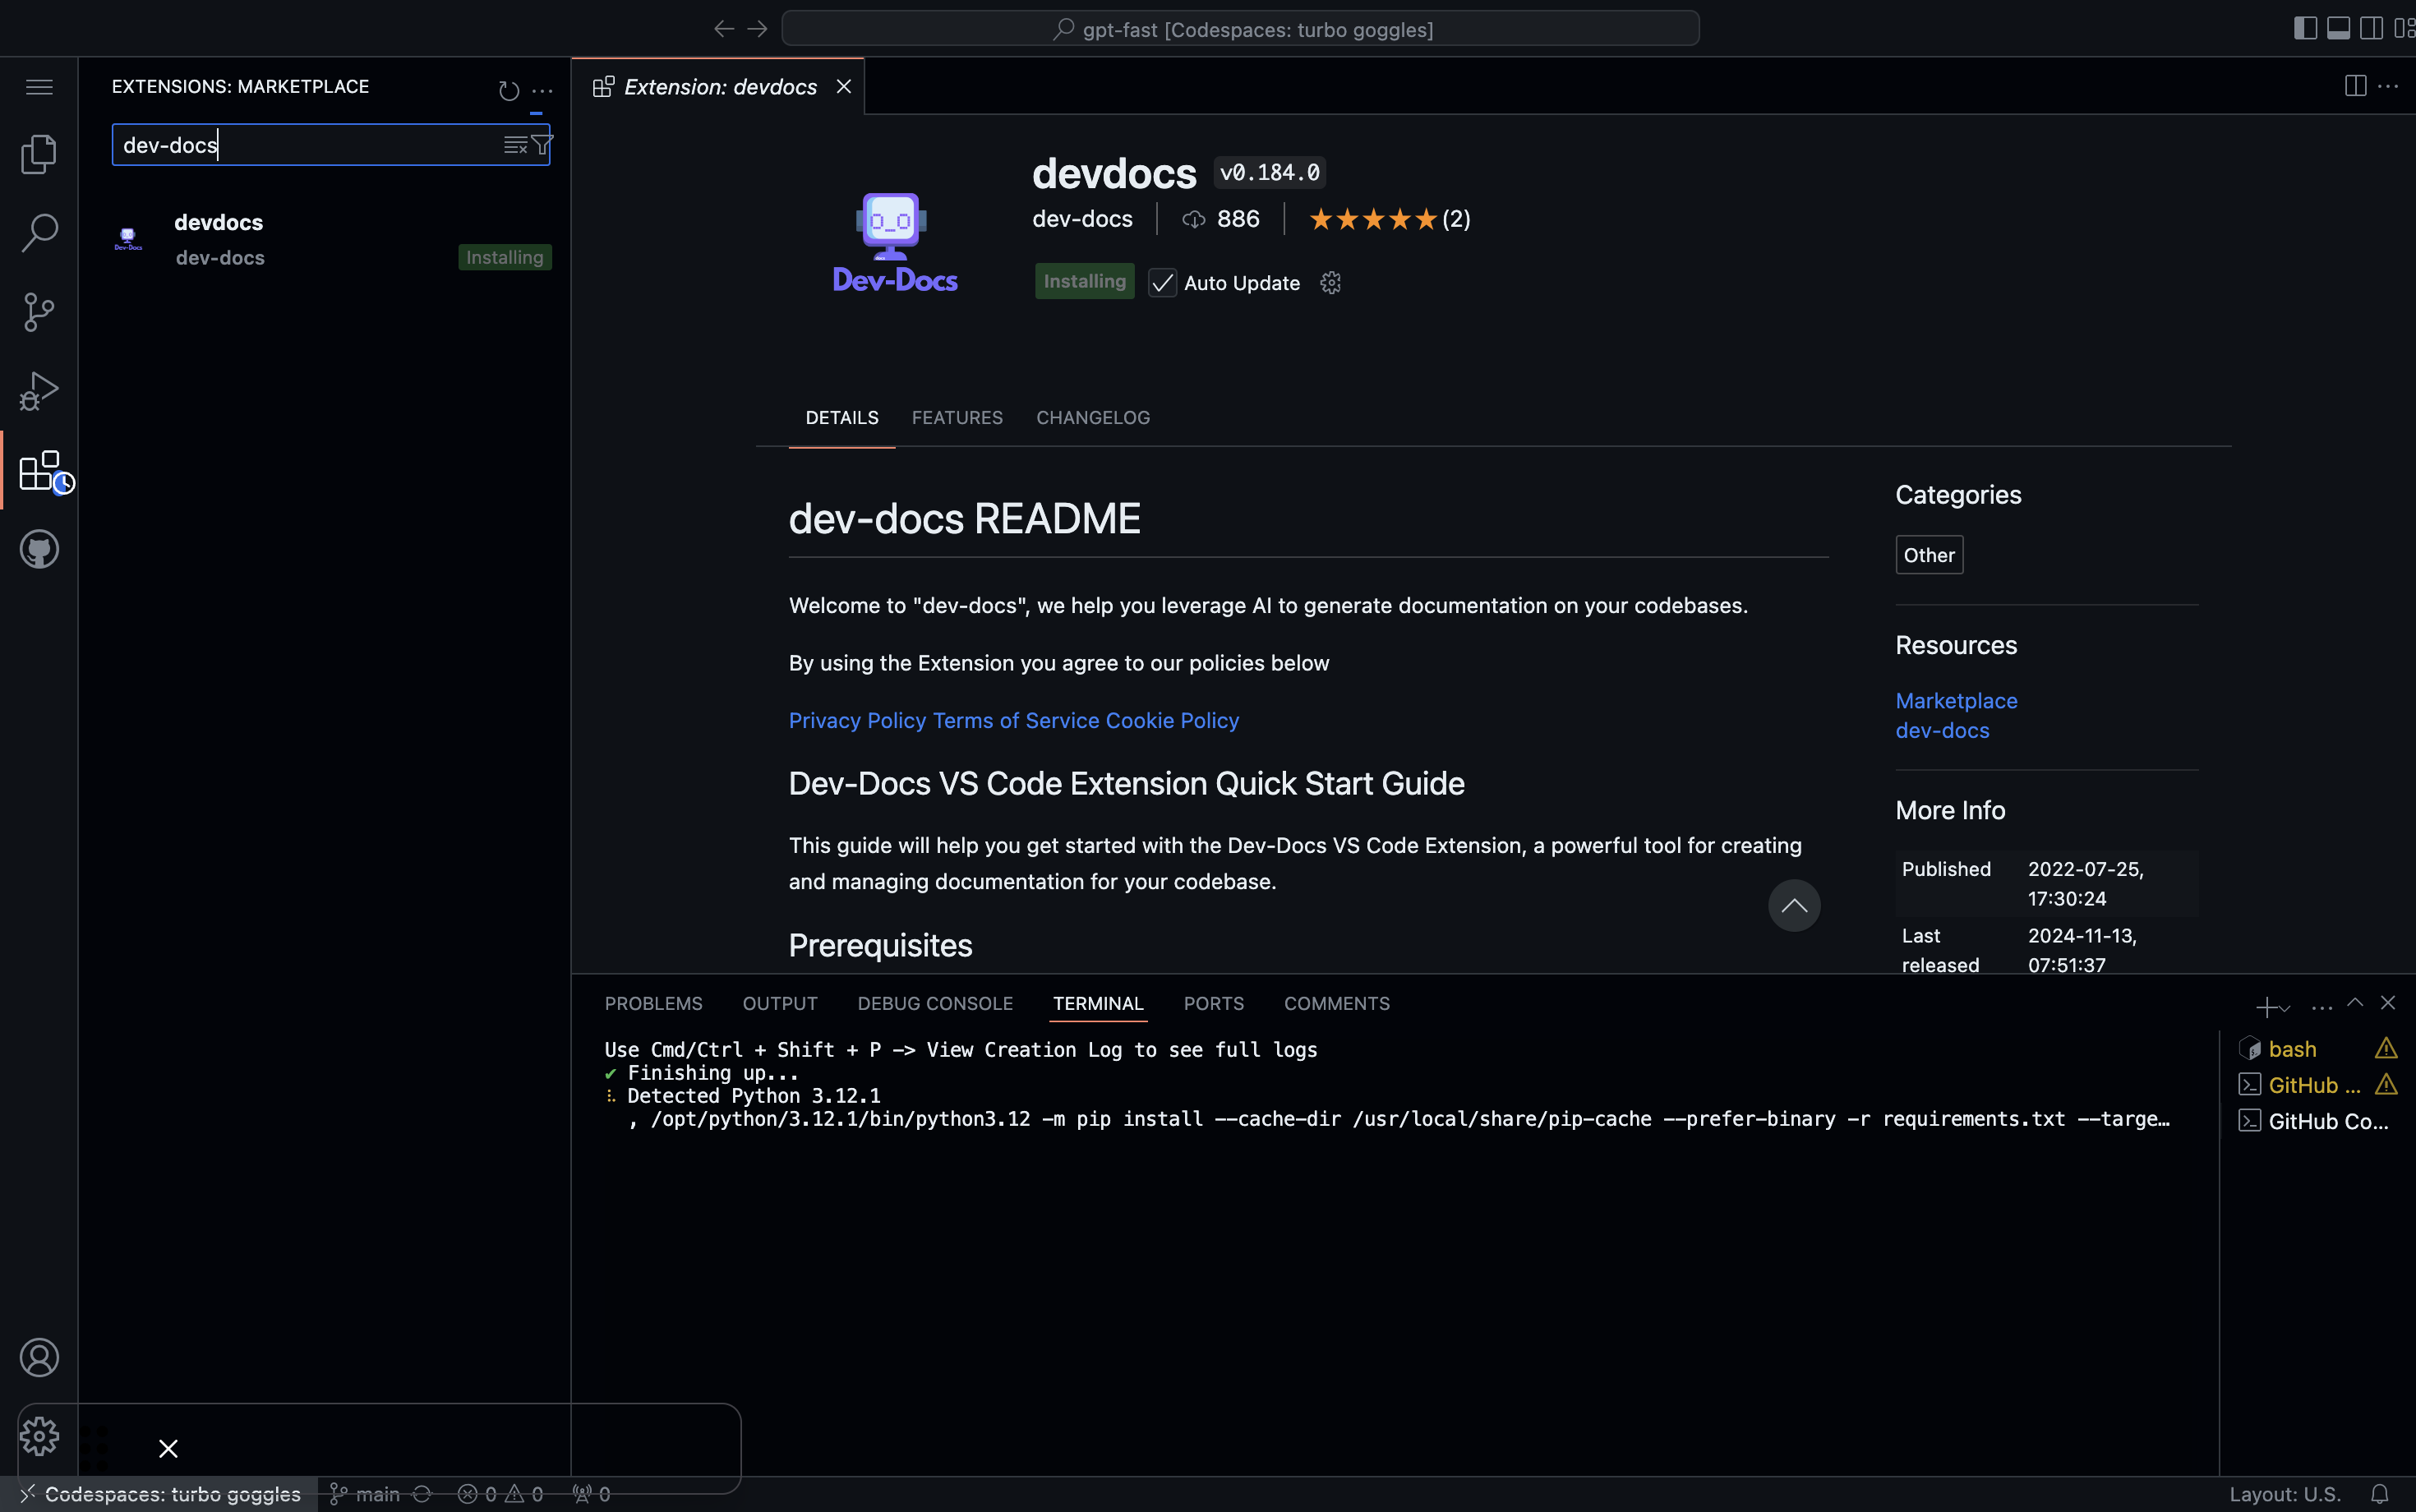 gpt-fast [Codespaces: turbo goggles]
EXTENSIONS: MARKETPLACE
dev-docs
Dev-Docs
devdocs
dev-docs
Installing
Extension: devdocs
Dev-Docs
devdocs v0.184.0
dev-docs 886 ★★★★★ (2)
Installing Auto Update
DETAILS FEATURES CHANGELOG
dev-docs README
Welcome to "dev-docs", we help you leverage AI to generate documentation on your codebases.
By using the Extension you agree to our policies below
Privacy Policy Terms of Service Cookie Policy
Dev-Docs VS Code Extension Quick Start Guide
This guide will help you get started with the Dev-Docs VS Code Extension, a powerful tool for creating
and managing documentation for your codebase.
Prerequisites
Categories
Other
Resources
Marketplace
dev-docs
More Info
Published 2022-07-25,
17:30:24
Last 2024-11-13,
released 07:51:37
PROBLEMS OUTPUT DEBUG CONSOLE TERMINAL PORTS COMMENTS
Use Cmd/Ctrl + Shift + P -> View Creation Log to see full logs
✔ Finishing up...
⠧ Detected Python 3.12.1
, /opt/python/3.12.1/bin/python3.12 -m pip install --cache-dir /usr/local/share/pip-cache --prefer-binary -r requirements.txt --targe…
bash
GitHub ...
GitHub Co...
Codespaces: turbo goggles main 0 0 0
Layout: U.S.